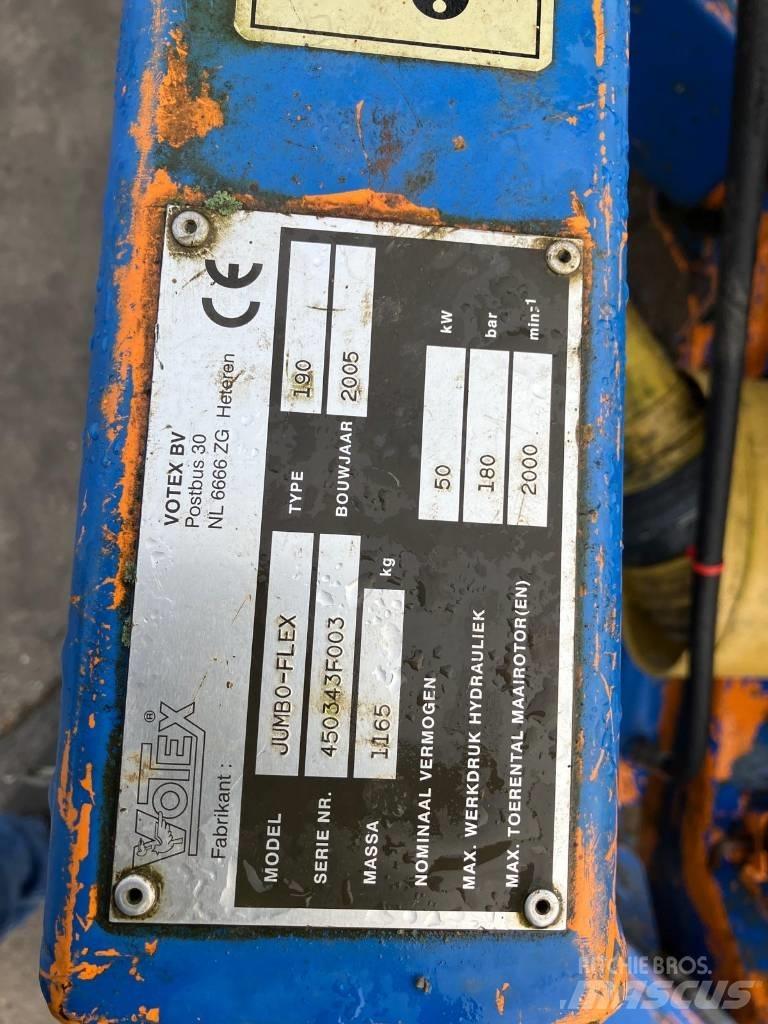 VOTEX®
Fabrikant :
VOTEX BV
Postbus 30
NL 6666 ZG Heteren
CE
MODEL JUMBO-FLEX TYPE 190
SERIE NR. 450343F003 BOUWJAAR 2005
MASSA 1165 kg
NOMINAAL VERMOGEN 50 kW
MAX. WERKDRUK HYDRAULIEK 180 bar
MAX. TOERENTAL MAAIROTOR(EN) 2000 min⁻¹
RITCHIE BROS.
MASCUS